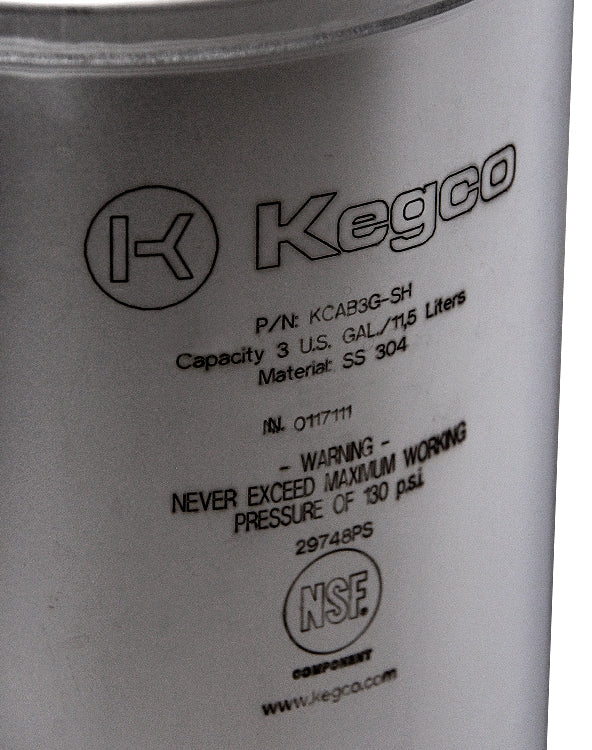 K Kegco
P/N: KCAB3G-SH
Capacity 3 U.S. GAL./11,5 Liters
Material: SS 304
IN. 0117111
- WARNING -
NEVER EXCEED MAXIMUM WORKING
PRESSURE OF 130 p.s.i.
29748PS
NSF®
COMPONENT
www.kegco.com